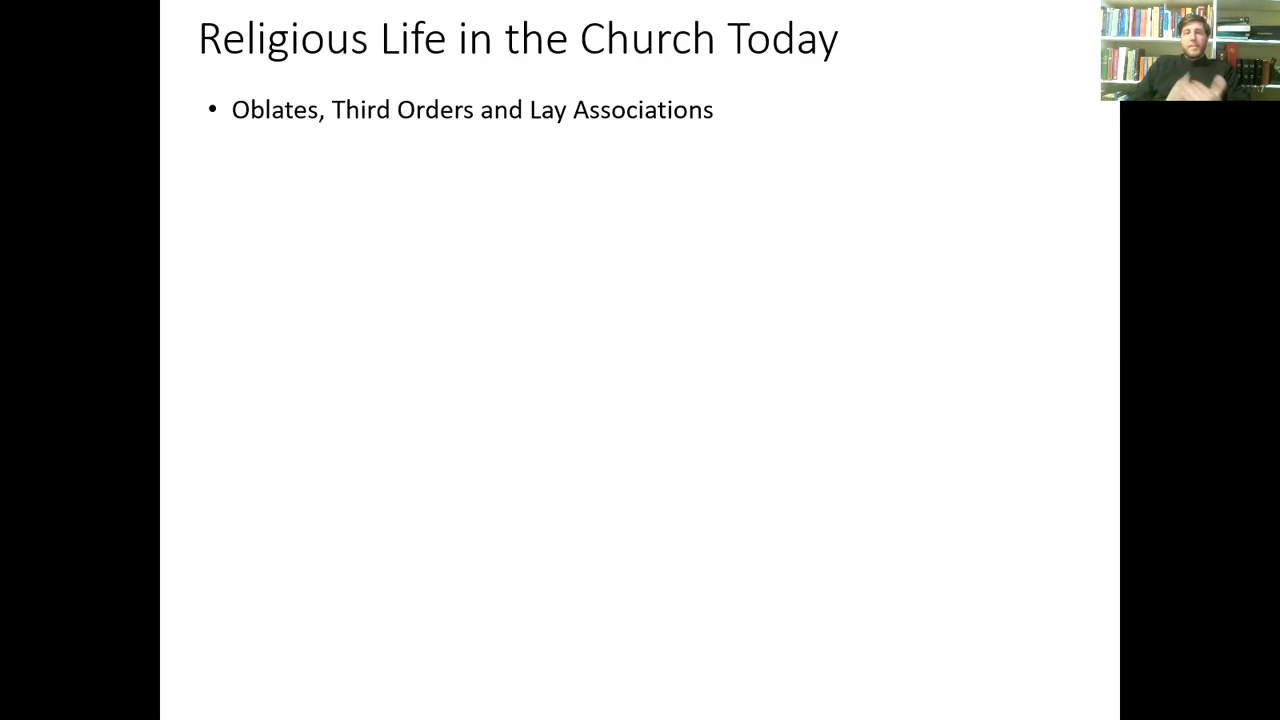 Religious Life in the Church Today
• Oblates, Third Orders and Lay Associations